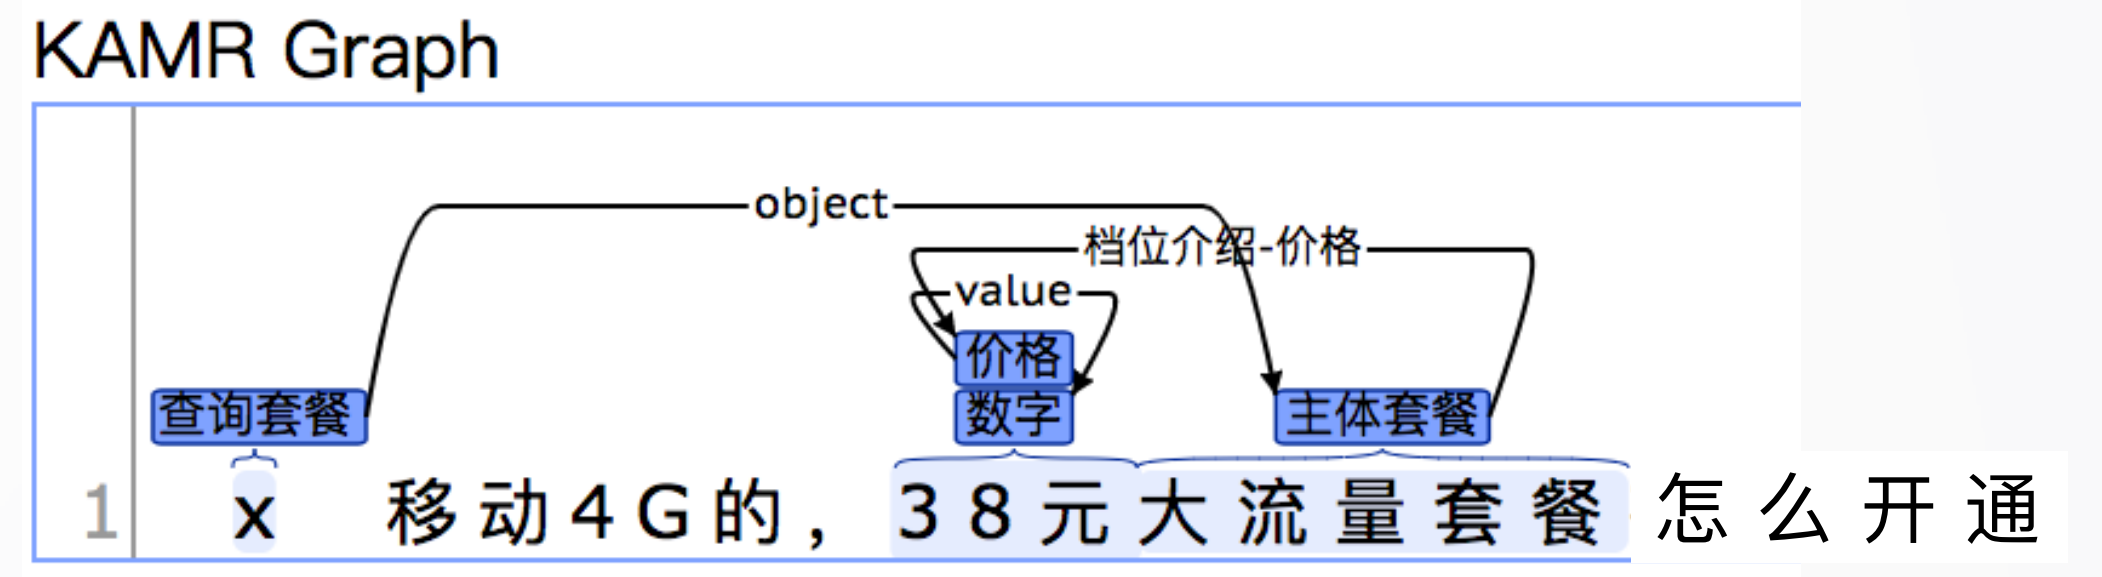 KAMR Graph
object
档位介绍-价格
value
价格
查询套餐 数字 主体套餐
1 x 移动4G的，38元大流量套餐 怎么开通